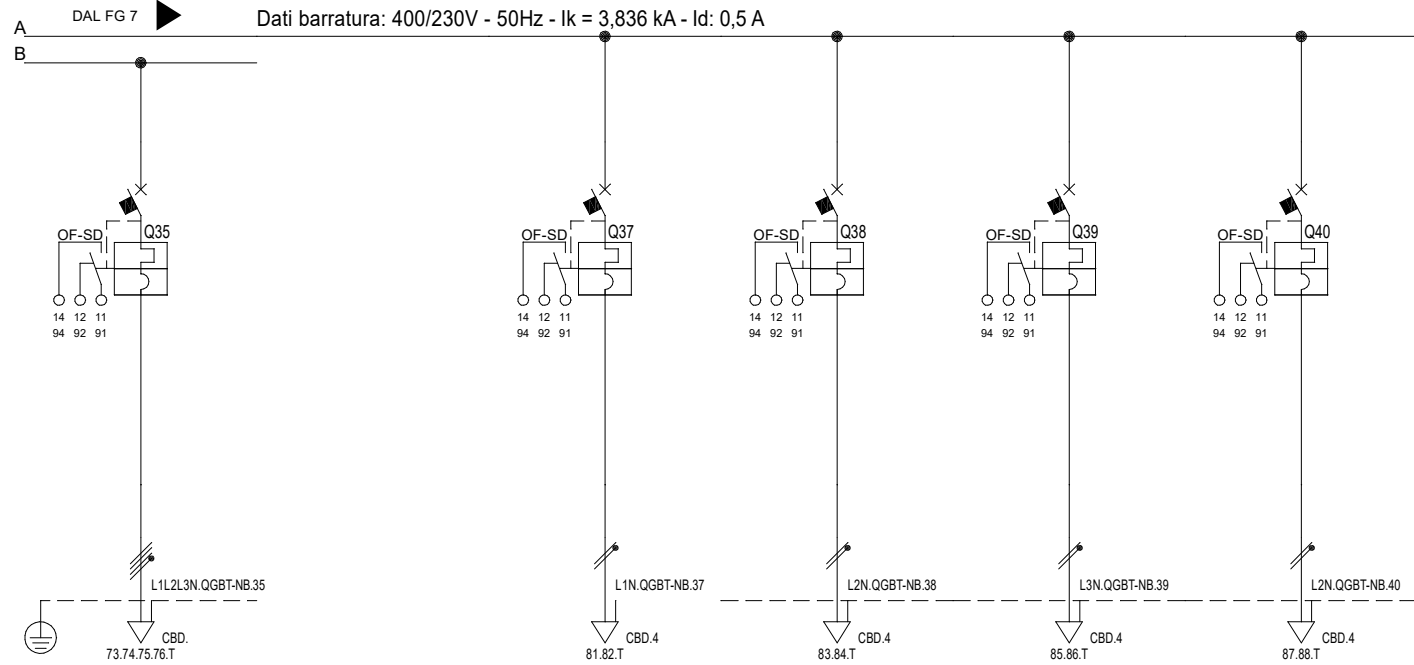 DAL FG 7
Dati barratura: 400/230V - 50Hz - Ik = 3,836 kA - Id: 0,5 A
A
B
OF-SD Q35 OF-SD Q37 OF-SD Q38 OF-SD Q39 OF-SD Q40
14 12 11 14 12 11 14 12 11 14 12 11 14 12 11
94 92 91 94 92 91 94 92 91 94 92 91 94 92 91
L1L2L3N.QGBT-NB.35 L1N.QGBT-NB.37 L2N.QGBT-NB.38 L3N.QGBT-NB.39 L2N.QGBT-NB.40
CBD. CBD.4 CBD.4 CBD.4 CBD.4
73.74.75.76.T 81.82.T 83.84.T 85.86.T 87.88.T